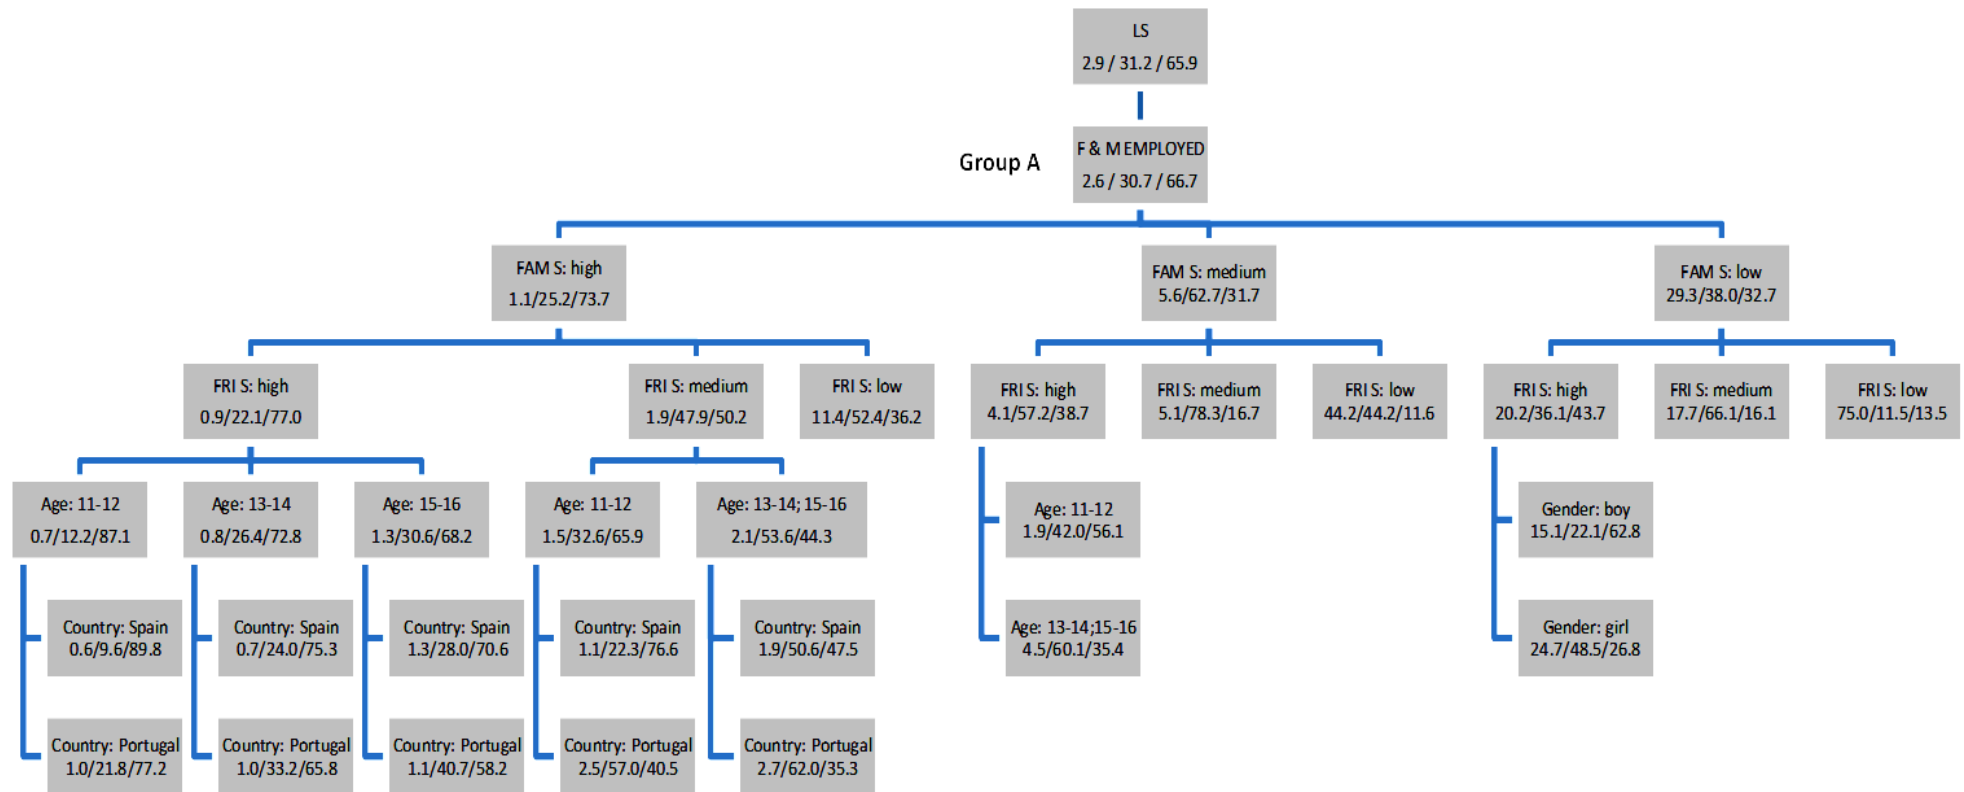 LS
2.9 / 31.2 / 65.9
Group A
F & M EMPLOYED
2.6 / 30.7 / 66.7
FAM S: high
1.1/25.2/73.7
FAM S: medium
5.6/62.7/31.7
FAM S: low
29.3/38.0/32.7
FRI S: high
0.9/22.1/77.0
FRI S: medium
1.9/47.9/50.2
FRI S: low
11.4/52.4/36.2
FRI S: high
4.1/57.2/38.7
FRI S: medium
5.1/78.3/16.7
FRI S: low
44.2/44.2/11.6
FRI S: high
20.2/36.1/43.7
FRI S: medium
17.7/66.1/16.1
FRI S: low
75.0/11.5/13.5
Age: 11-12
0.7/12.2/87.1
Age: 13-14
0.8/26.4/72.8
Age: 15-16
1.3/30.6/68.2
Age: 11-12
1.5/32.6/65.9
Age: 13-14; 15-16
2.1/53.6/44.3
Age: 11-12
1.9/42.0/56.1
Gender: boy
15.1/22.1/62.8
Country: Spain
0.6/9.6/89.8
Country: Spain
0.7/24.0/75.3
Country: Spain
1.3/28.0/70.6
Country: Spain
1.1/22.3/76.6
Country: Spain
1.9/50.6/47.5
Age: 13-14;15-16
4.5/60.1/35.4
Gender: girl
24.7/48.5/26.8
Country: Portugal
1.0/21.8/77.2
Country: Portugal
1.0/33.2/65.8
Country: Portugal
1.1/40.7/58.2
Country: Portugal
2.5/57.0/40.5
Country: Portugal
2.7/62.0/35.3